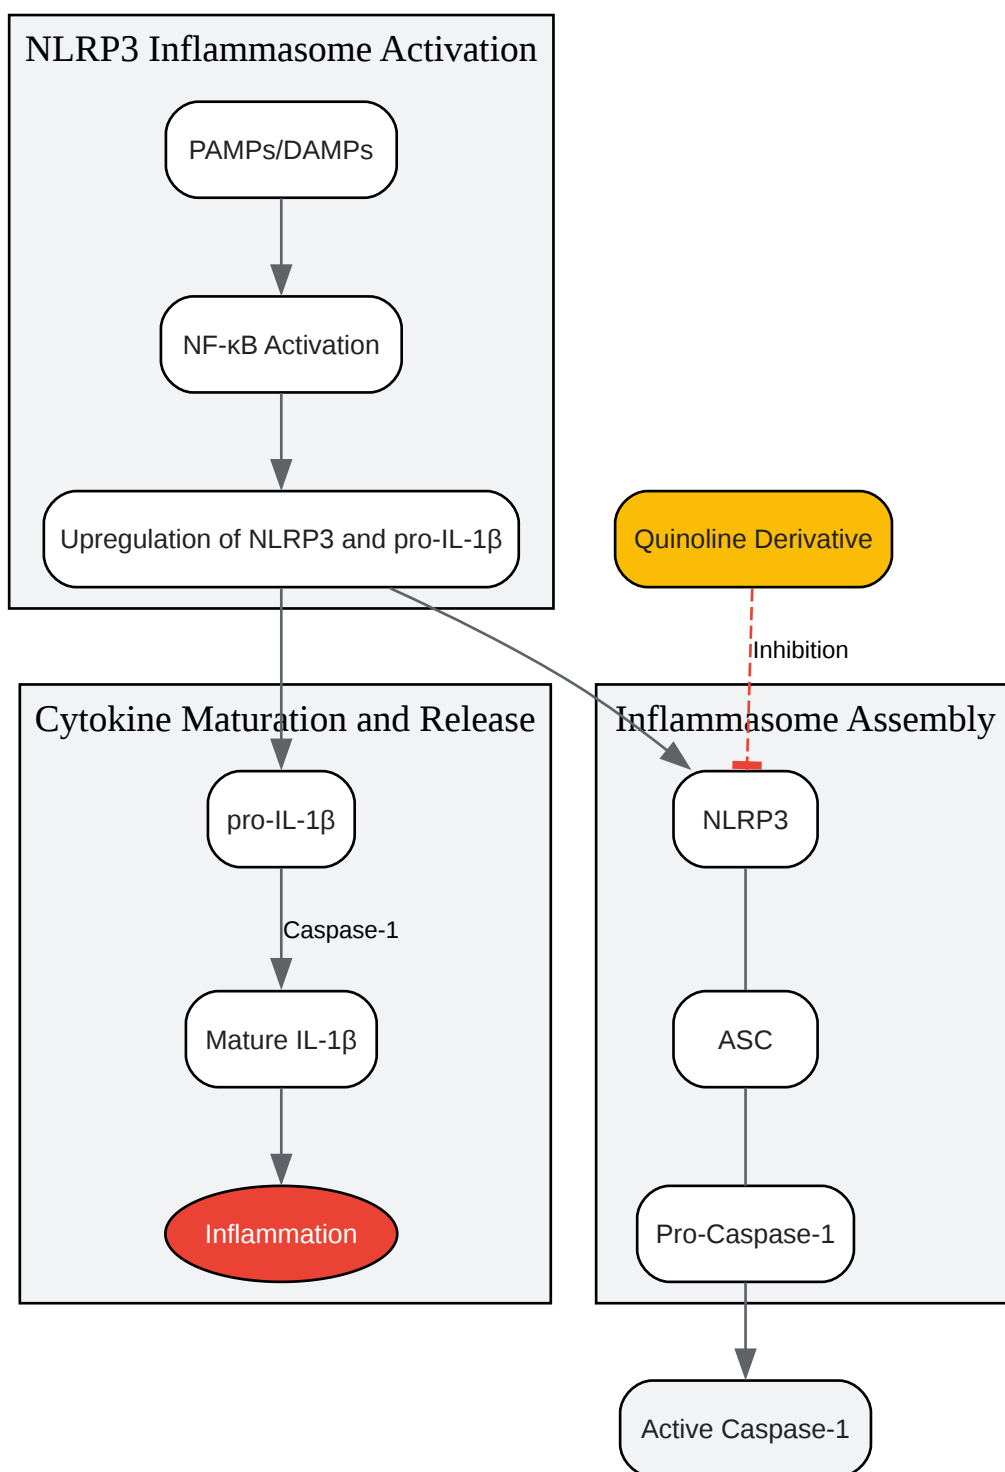 NLRP3 Inflammasome Activation
PAMPs/DAMPs
NF-κB Activation
Upregulation of NLRP3 and pro-IL-1β
Quinoline Derivative
Inhibition
Cytokine Maturation and Release
Inflammasome Assembly
pro-IL-1β
NLRP3
Caspase-1
Mature IL-1β
ASC
Inflammation
Pro-Caspase-1
Active Caspase-1